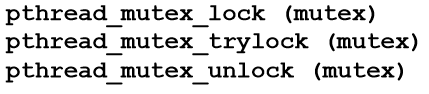 pthread_mutex_lock (mutex)
pthread_mutex_trylock (mutex)
pthread_mutex_unlock (mutex)